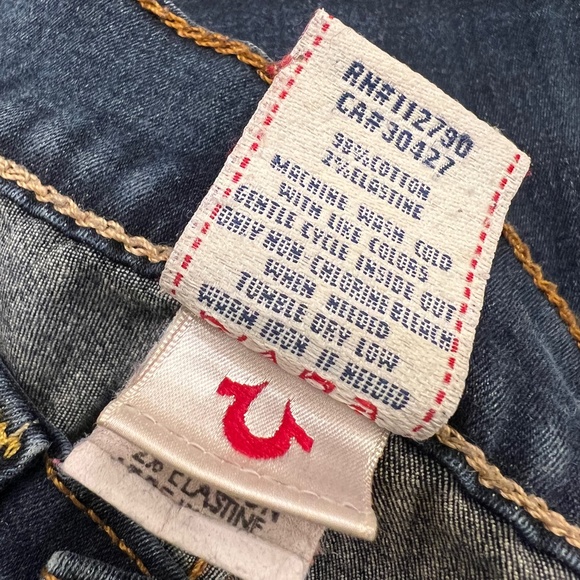 RN#112790
CA#30427
98%COTTON
2%ELASTINE
MACHINE WASH COLD
WITH LIKE COLORS
GENTLE CYCLE INSIDE OUT
ONLY NON-CHLORINE BLEACH
WHEN NEEDED
TUMBLE DRY LOW
WARM IRON IF NEEDED
ELASTINE